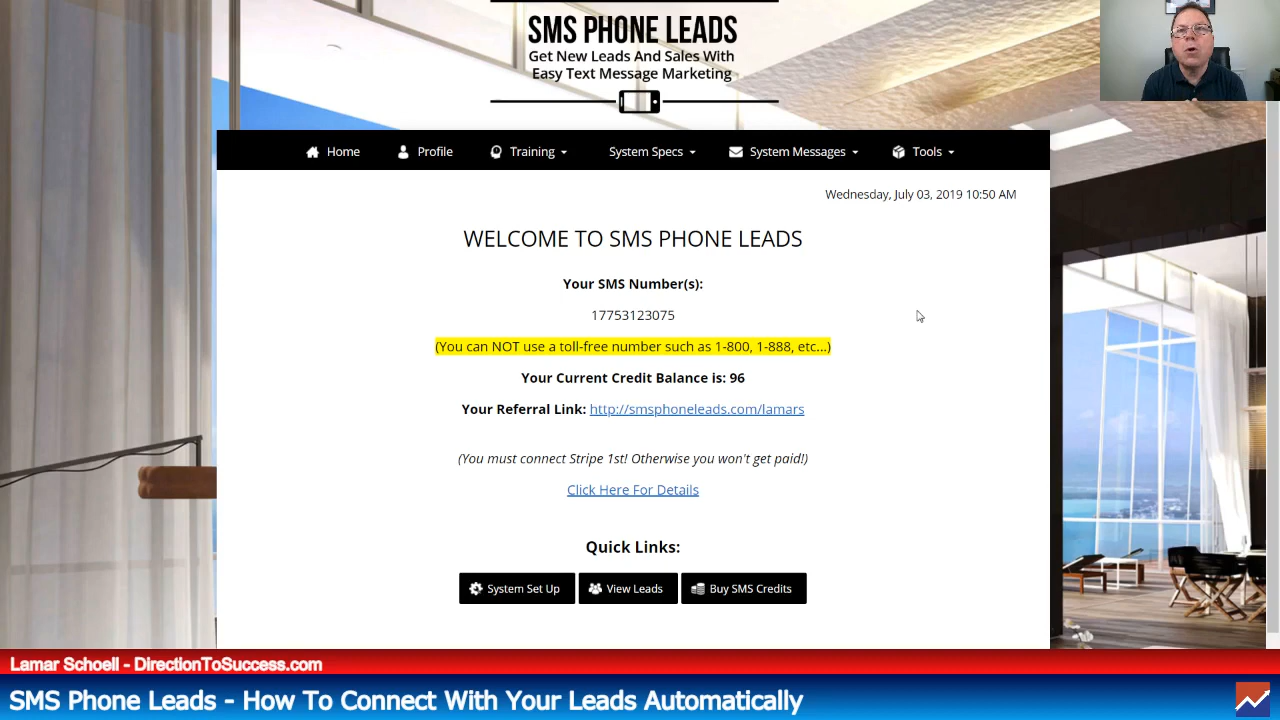 SMS PHONE LEADS
Get New Leads And Sales With
Easy Text Message Marketing
Home Profile Training System Specs System Messages Tools
Wednesday, July 03, 2019 10:50 AM
WELCOME TO SMS PHONE LEADS
Your SMS Number(s):
17753123075
(You can NOT use a toll-free number such as 1-800, 1-888, etc...)
Your Current Credit Balance is: 96
Your Referral Link: http://smsphoneleads.com/lamars
(You must connect Stripe 1st! Otherwise you won't get paid!)
Click Here For Details
Quick Links:
System Set Up View Leads Buy SMS Credits
Lamar Schoell - DirectionToSuccess.com
SMS Phone Leads - How To Connect With Your Leads Automatically